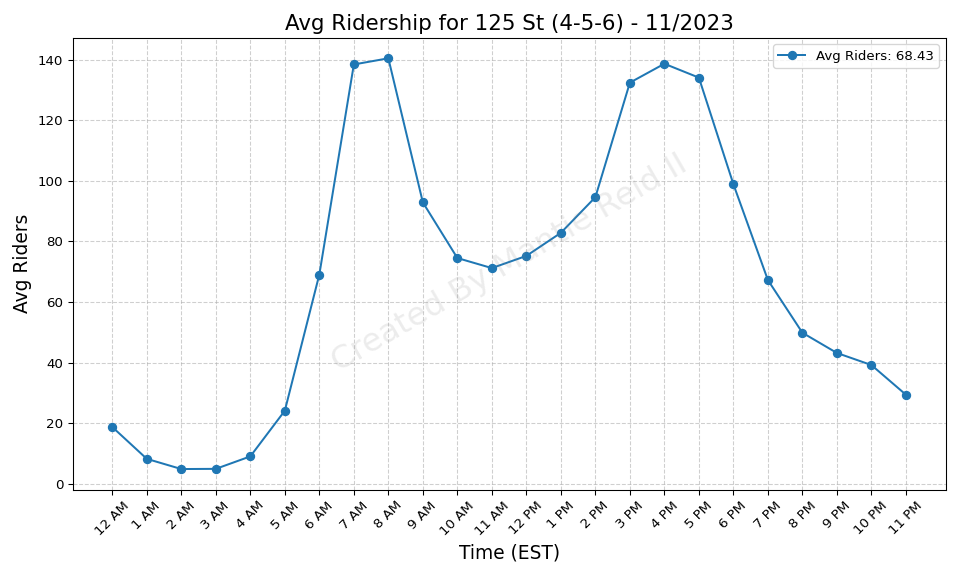 Avg Ridership for 125 St (4-5-6) - 11/2023
Avg Riders: 68.43
Avg Riders
140
120
100
80
60
40
20
0
12 AM
1 AM
2 AM
3 AM
4 AM
5 AM
6 AM
7 AM
8 AM
9 AM
10 AM
11 AM
12 PM
1 PM
2 PM
3 PM
4 PM
5 PM
6 PM
7 PM
8 PM
9 PM
10 PM
11 PM
Time (EST)
Created By Mantie Reid II